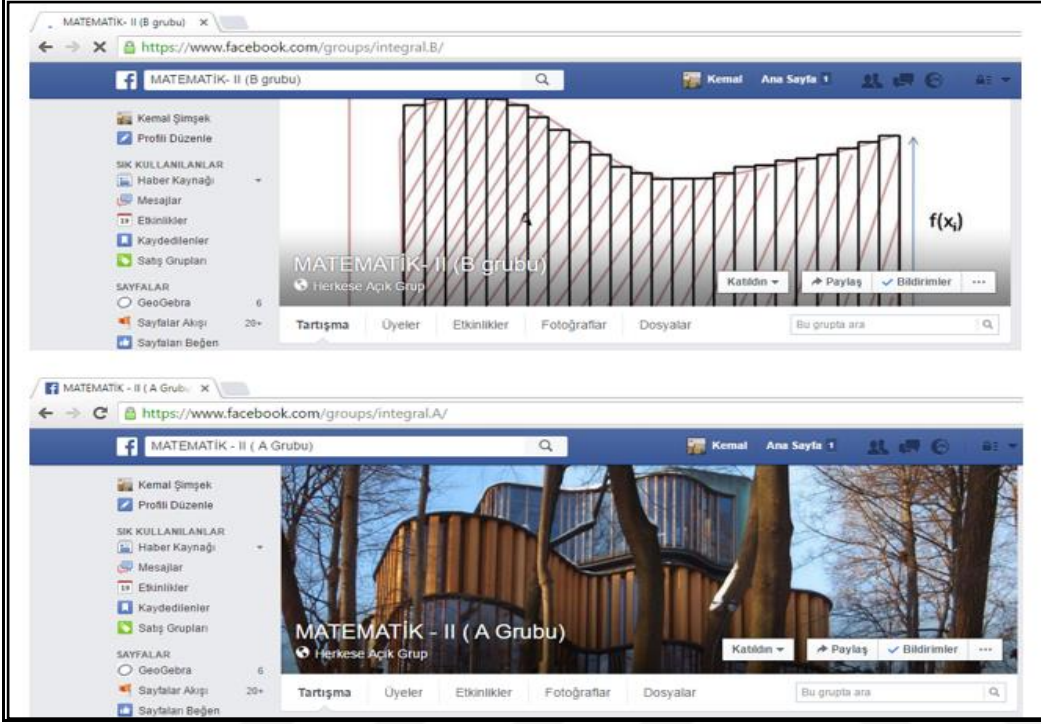 MATEMATİK- II (B grubu)
https://www.facebook.com/groups/integral.B/
MATEMATİK- II (B grubu)
Kemal Ana Sayfa 1
Kemal Şimşek
Profili Düzenle
SIK KULLANILANLAR
Haber Kaynağı
Mesajlar
Etkinlikler
Kaydedilenler
Satış Grupları
SAYFALAR
GeoGebra 6
Sayfalar Akışı 20+
Sayfaları Beğen
A
f(xᵢ)
MATEMATİK- II (B grubu)
Herkese Açık Grup
Katıldın Paylaş Bildirimler ...
Tartışma Üyeler Etkinlikler Fotoğraflar Dosyalar Bu grupta ara
MATEMATİK - II ( A Grub
https://www.facebook.com/groups/integral.A/
MATEMATİK - II ( A Grubu)
Kemal Ana Sayfa 1
Kemal Şimşek
Profili Düzenle
SIK KULLANILANLAR
Haber Kaynağı
Mesajlar
Etkinlikler
Kaydedilenler
Satış Grupları
SAYFALAR
GeoGebra 6
Sayfalar Akışı 20+
Sayfaları Beğen
MATEMATİK - II ( A Grubu)
Herkese Açık Grup
Katıldın Paylaş Bildirimler ...
Tartışma Üyeler Etkinlikler Fotoğraflar Dosyalar Bu grupta ara